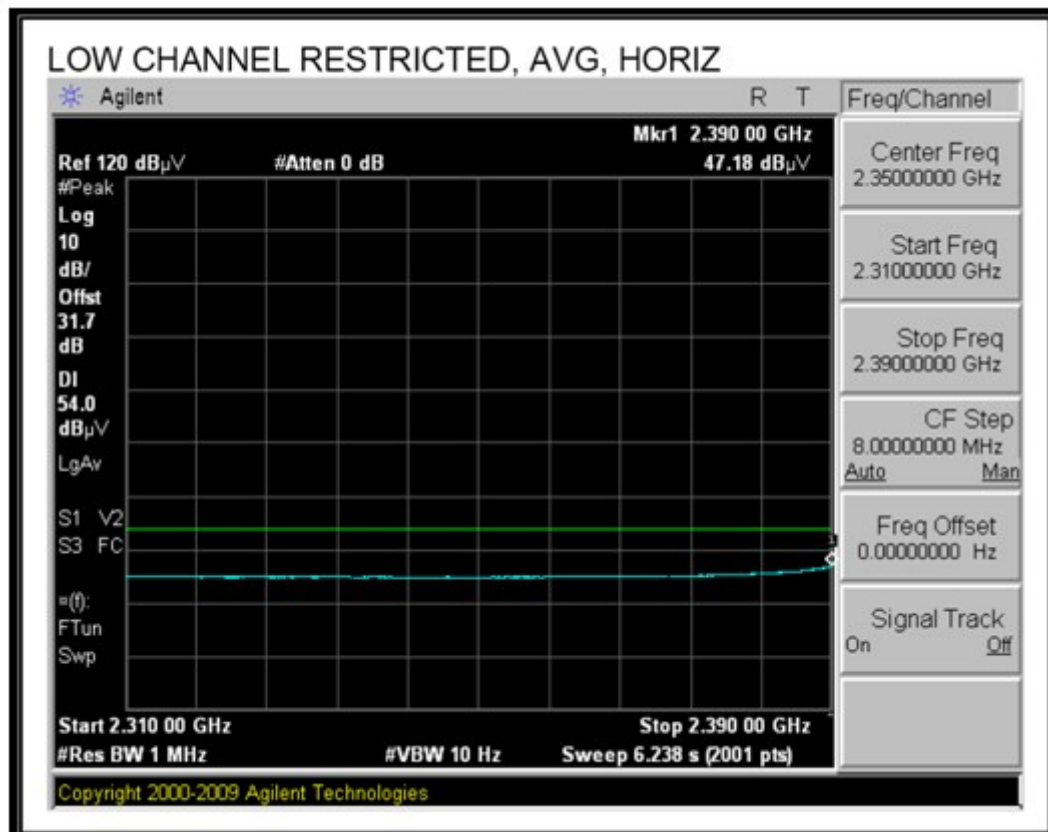 LOW CHANNEL RESTRICTED, AVG, HORIZ
Agilent R T
Freq/Channel
Mkr1 2.390 00 GHz
Ref 120 dBµV #Atten 0 dB 47.18 dBµV
#Peak
Log
10
dB/
Offst
31.7
dB
DI
54.0
dBµV
LgAv
S1 V2
S3 FC
¤(f):
FTun
Swp
1
Start 2.310 00 GHz Stop 2.390 00 GHz
#Res BW 1 MHz #VBW 10 Hz Sweep 6.238 s (2001 pts)
Copyright 2000-2009 Agilent Technologies
Center Freq
2.35000000 GHz
Start Freq
2.31000000 GHz
Stop Freq
2.39000000 GHz
CF Step
8.00000000 MHz
Auto Man
Freq Offset
0.00000000 Hz
Signal Track
On Off